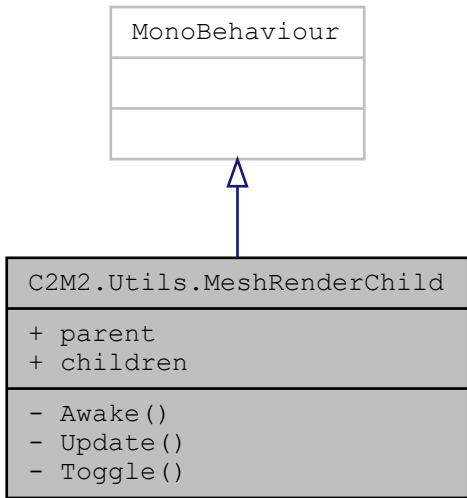 MonoBehaviour
C2M2.Utils.MeshRenderChild
+ parent
+ children
- Awake()
- Update()
- Toggle()